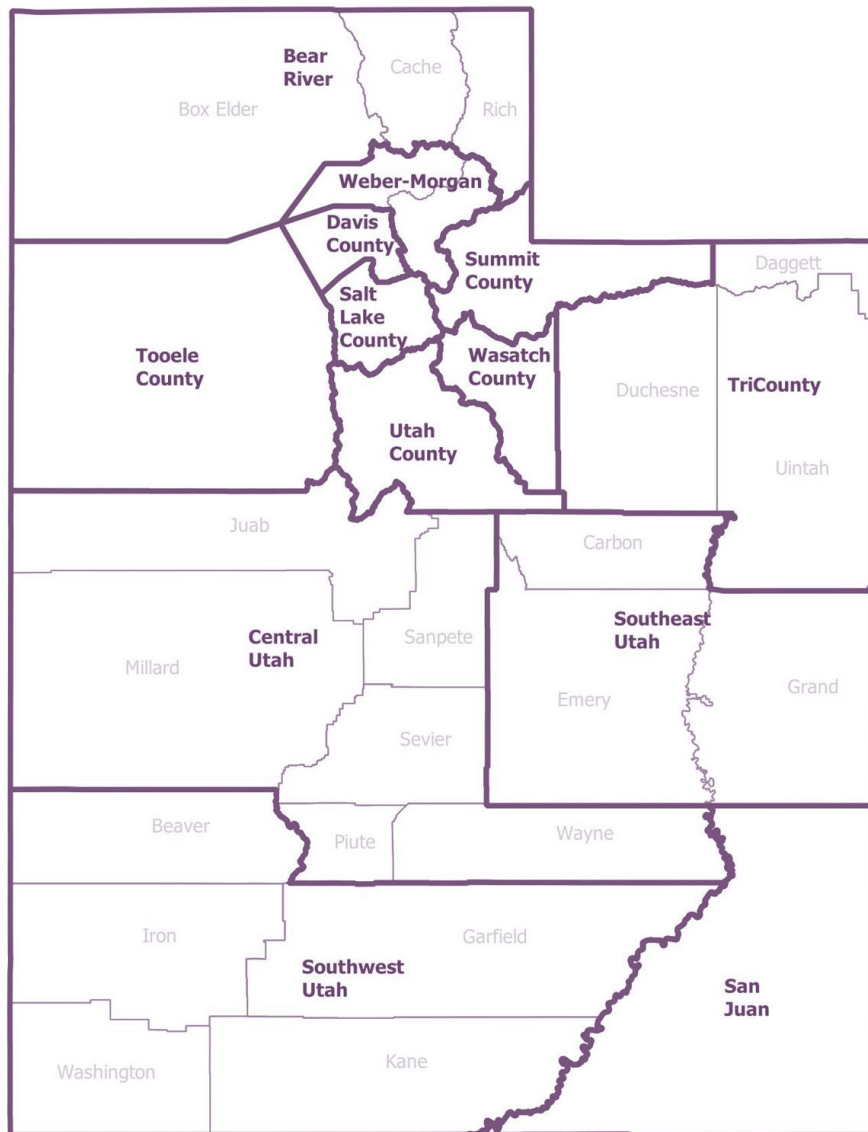 Bear
River
Cache
Box Elder
Rich
Weber-Morgan
Davis
County
Summit
County
Daggett
Salt
Lake
County
Tooele
County
Wasatch
County
Duchesne
TriCounty
Utah
County
Uintah
Juab
Carbon
Central
Utah
Sanpete
Southeast
Utah
Millard
Emery
Grand
Sevier
Beaver
Piute
Wayne
Iron
Garfield
Southwest
Utah
San
Juan
Washington
Kane